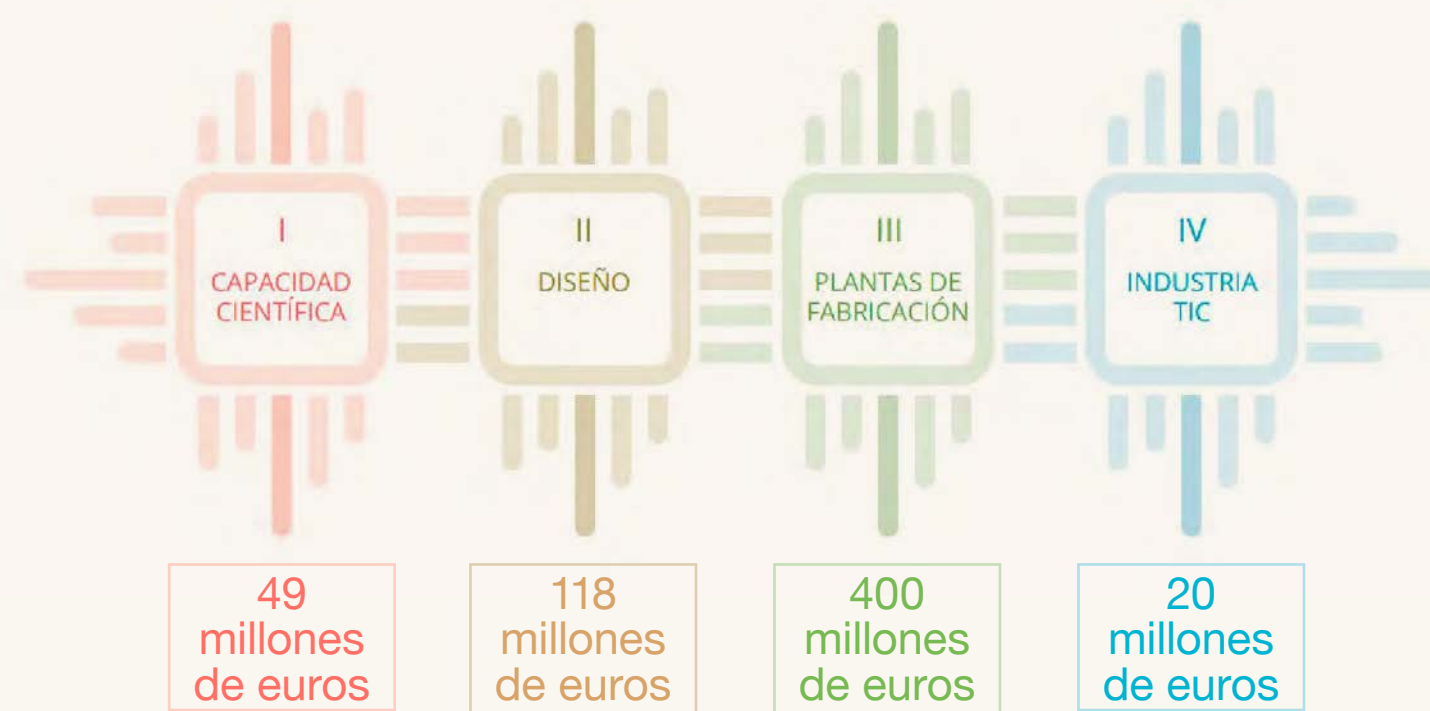 I
CAPACIDAD
CIENTÍFICA
II
DISEÑO
III
PLANTAS DE
FABRICACIÓN
IV
INDUSTRIA
TIC
49
millones
de euros
118
millones
de euros
400
millones
de euros
20
millones
de euros